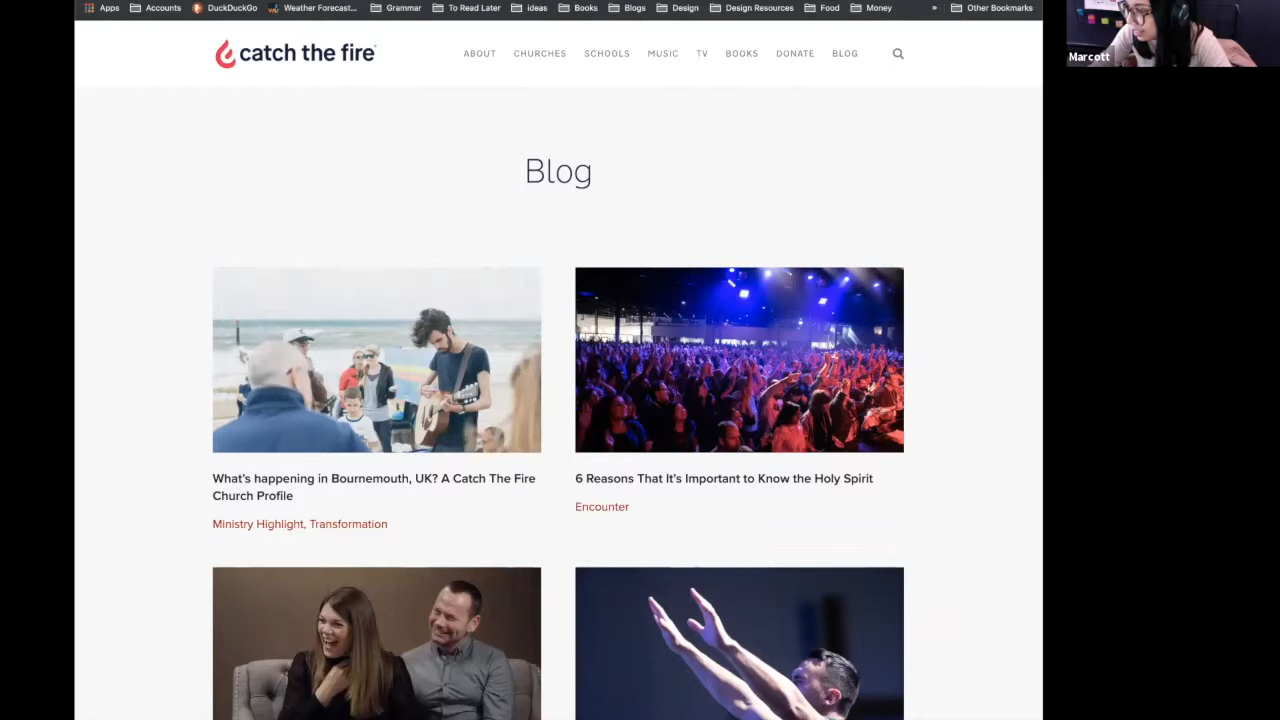 Apps Accounts DuckDuckGo Weather Forecast... Grammar To Read Later ideas Books Blogs Design Design Resources Food Money » Other Bookmarks
Marcott
catch the fire
ABOUT CHURCHES SCHOOLS MUSIC TV BOOKS DONATE BLOG
Blog
What's happening in Bournemouth, UK? A Catch The Fire
Church Profile
Ministry Highlight, Transformation
6 Reasons That It's Important to Know the Holy Spirit
Encounter